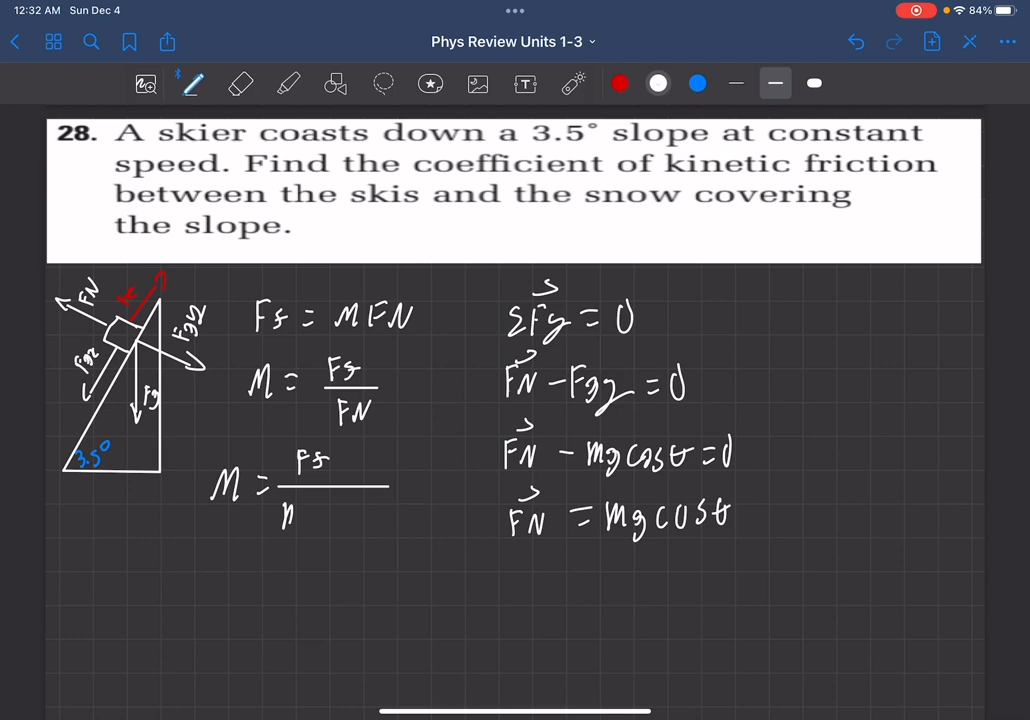 12:32 AM Sun Dec 4
84%
Phys Review Units 1-3
28. A skier coasts down a 3.5° slope at constant
speed. Find the coefficient of kinetic friction
between the skis and the snow covering
the slope.
FN
Fgy
Fgx
Fg
3.5°
Ff = M FN
M = Ff / FN
M = Ff / n
ΣFy = 0
FN - Fgy = 0
FN - mg cosθ = 0
FN = mg cosθ